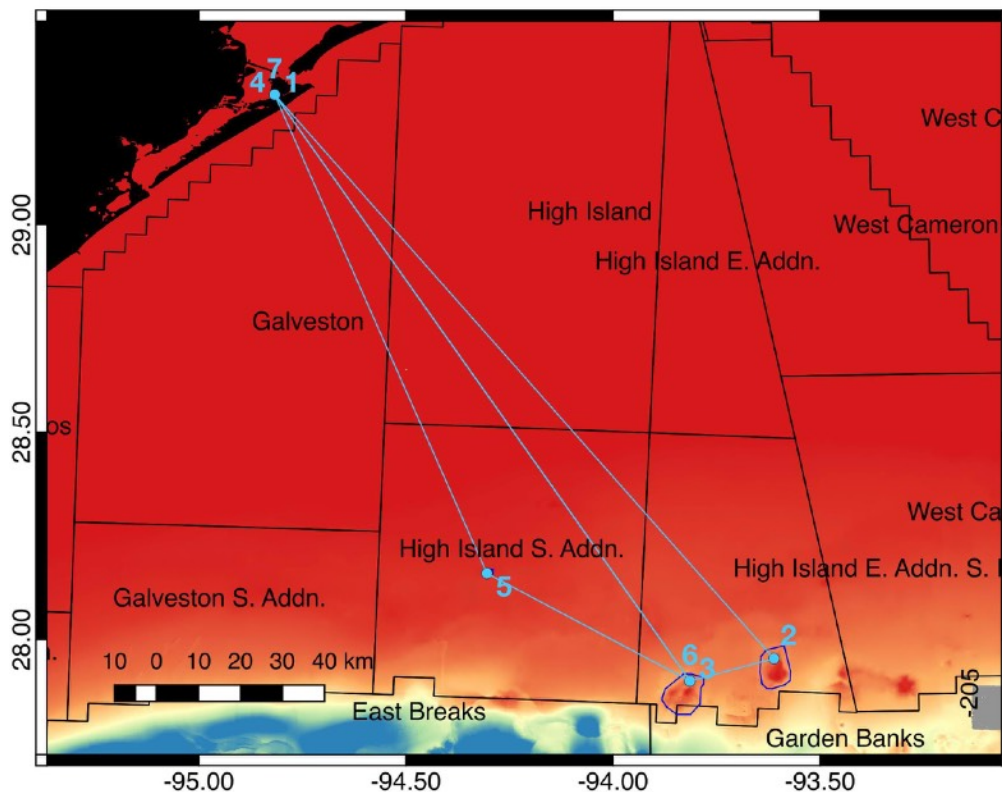 7
4 1
West C
29.00
High Island
West Cameron
High Island E. Addn.
Galveston
28.50
os
West Ca
High Island S. Addn.
High Island E. Addn. S.
5
Galveston S. Addn.
28.00
2
6
3
n.
10 0 10 20 30 40 km
-205
East Breaks
Garden Banks
-95.00 -94.50 -94.00 -93.50